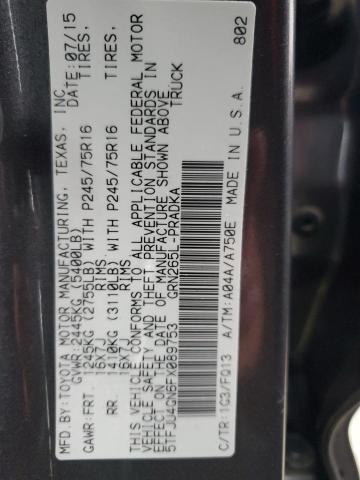 MFD.BY:TOYOTA MOTOR MANUFACTURING, TEXAS, INC. DATE:07/15
GVWR:2445KG (5400LB)
GAWR:FRT. 1245KG (2755LB) WITH P245/75R16 TIRES,
16X7J RIMS
RR. 1410KG (3110LB) WITH P245/75R16 TIRES,
16X7J RIMS
THIS VEHICLE CONFORMS TO ALL APPLICABLE FEDERAL MOTOR
VEHICLE SAFETY AND THEFT PREVENTION STANDARDS IN
EFFECT ON THE DATE OF MANUFACTURE SHOWN ABOVE
5TFJU4GN6FX089753 TRUCK
GRN265L-PRADKA
C/TR:1G3/FQ13 A/TM:A04A/A750E MADE IN U.S.A. 802